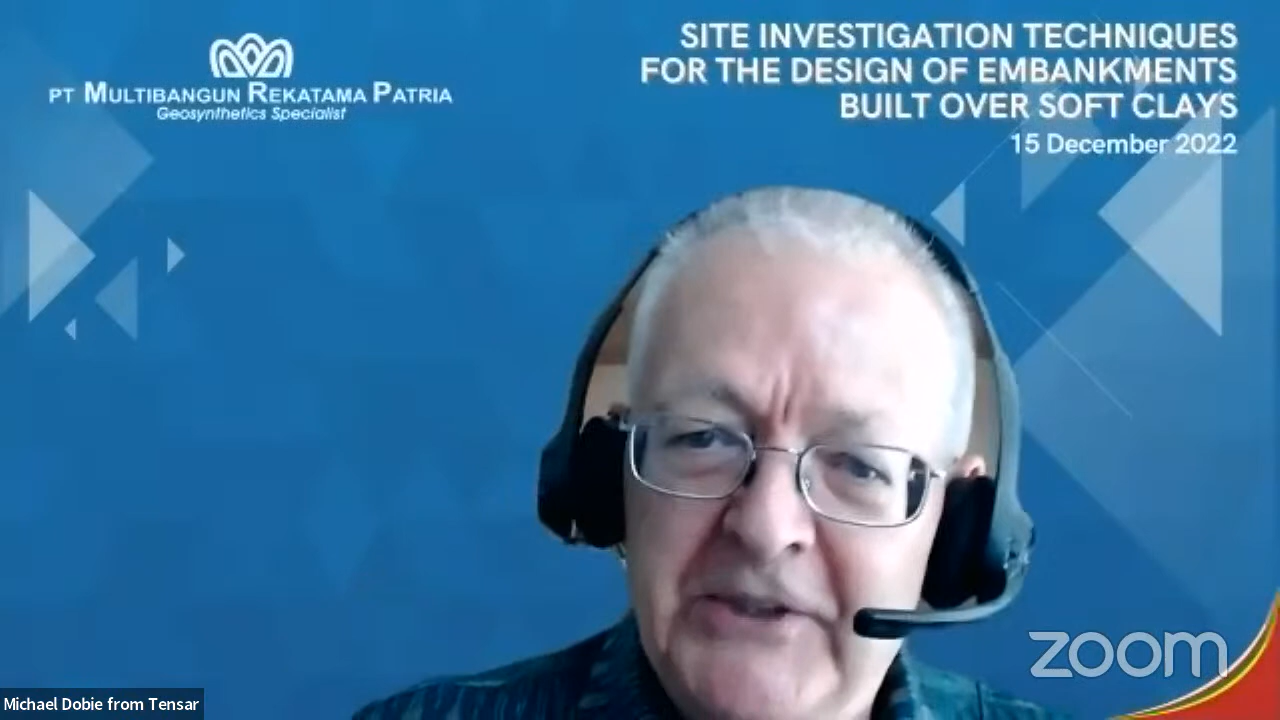 PT MULTIBANGUN REKATAMA PATRIA
Geosynthetics Specialist
SITE INVESTIGATION TECHNIQUES
FOR THE DESIGN OF EMBANKMENTS
BUILT OVER SOFT CLAYS
15 December 2022
zoom
Michael Dobie from Tensar